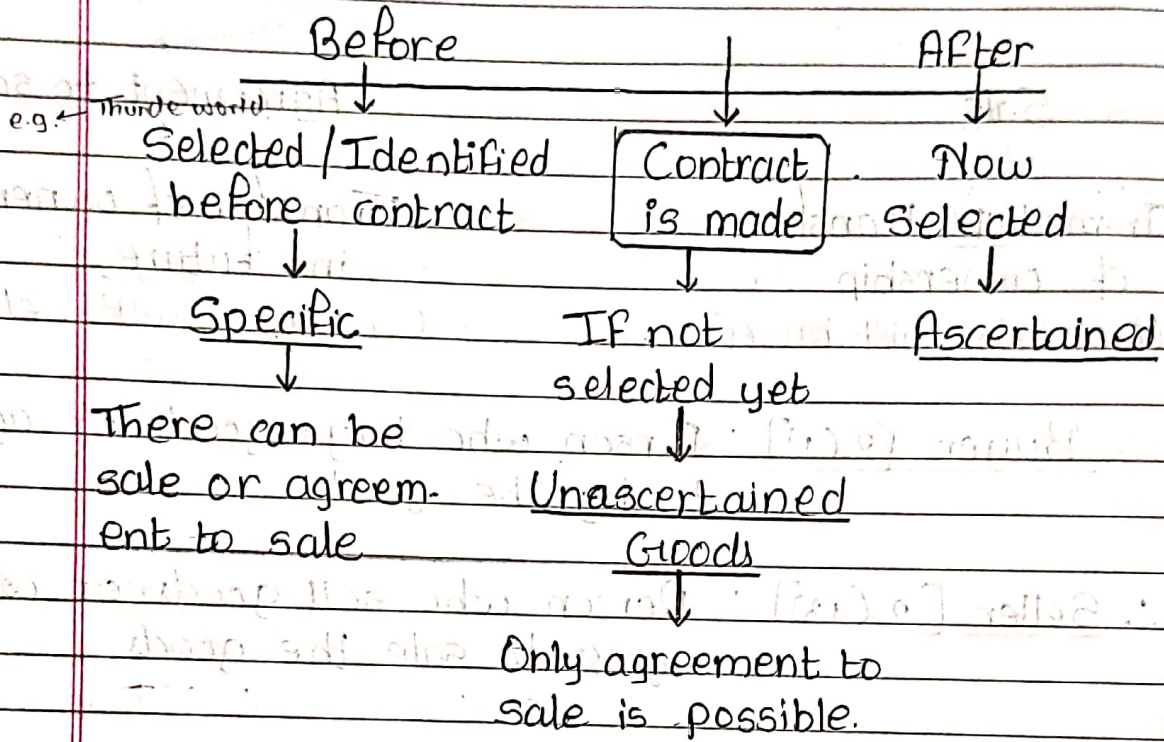 Before
After
e.g.
Selected / Identified
before contract
Contract
is made
Now
Selected
Specific
If not
selected yet
Ascertained
There can be
sale or agreem-
ent to sale
Unascertained
Goods
Only agreement to
sale is possible.